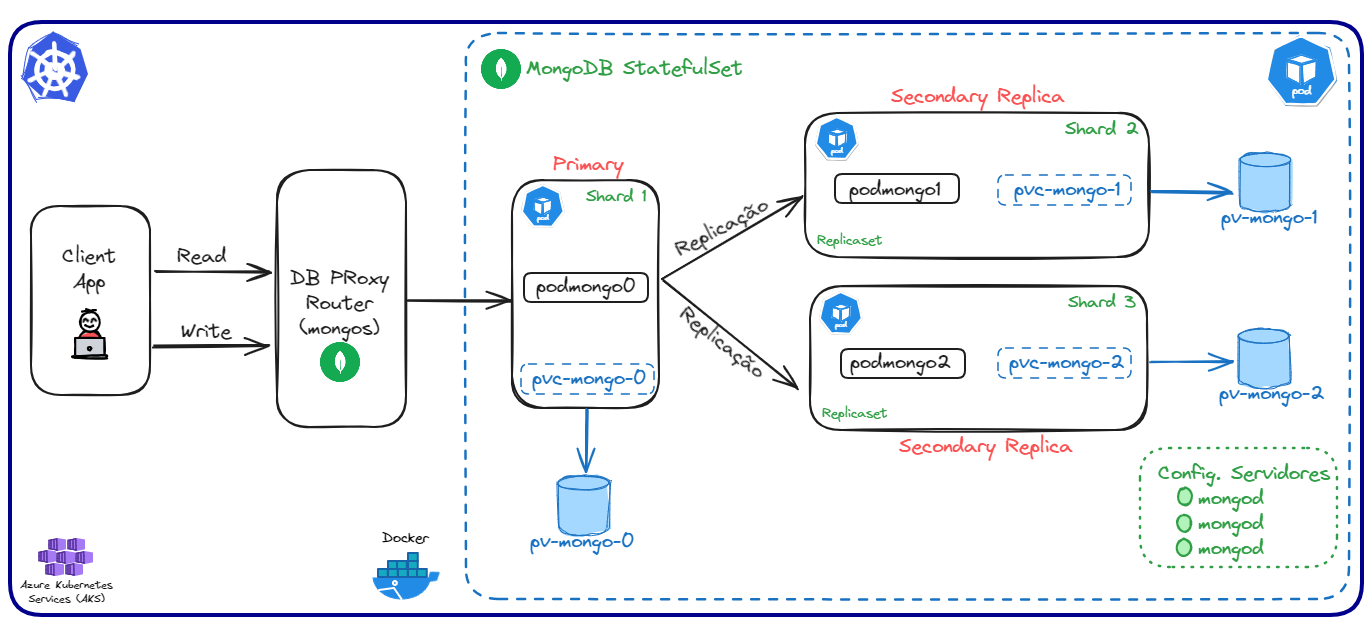 MongoDB StatefulSet
pod
Secondary Replica
pod
Shard 2
podmongo1
pvc-mongo-1
Replicaset
pv-mongo-1
Primary
pod
Shard 1
podmongo0
pvc-mongo-0
pv-mongo-0
Replicação
Replicação
Client
App
Read
Write
DB PRoxy
Router
(mongos)
pod
Shard 3
podmongo2
pvc-mongo-2
Replicaset
pv-mongo-2
Secondary Replica
Config. Servidores
mongod
mongod
mongod
Docker
Azure Kubernetes
Services (AKS)